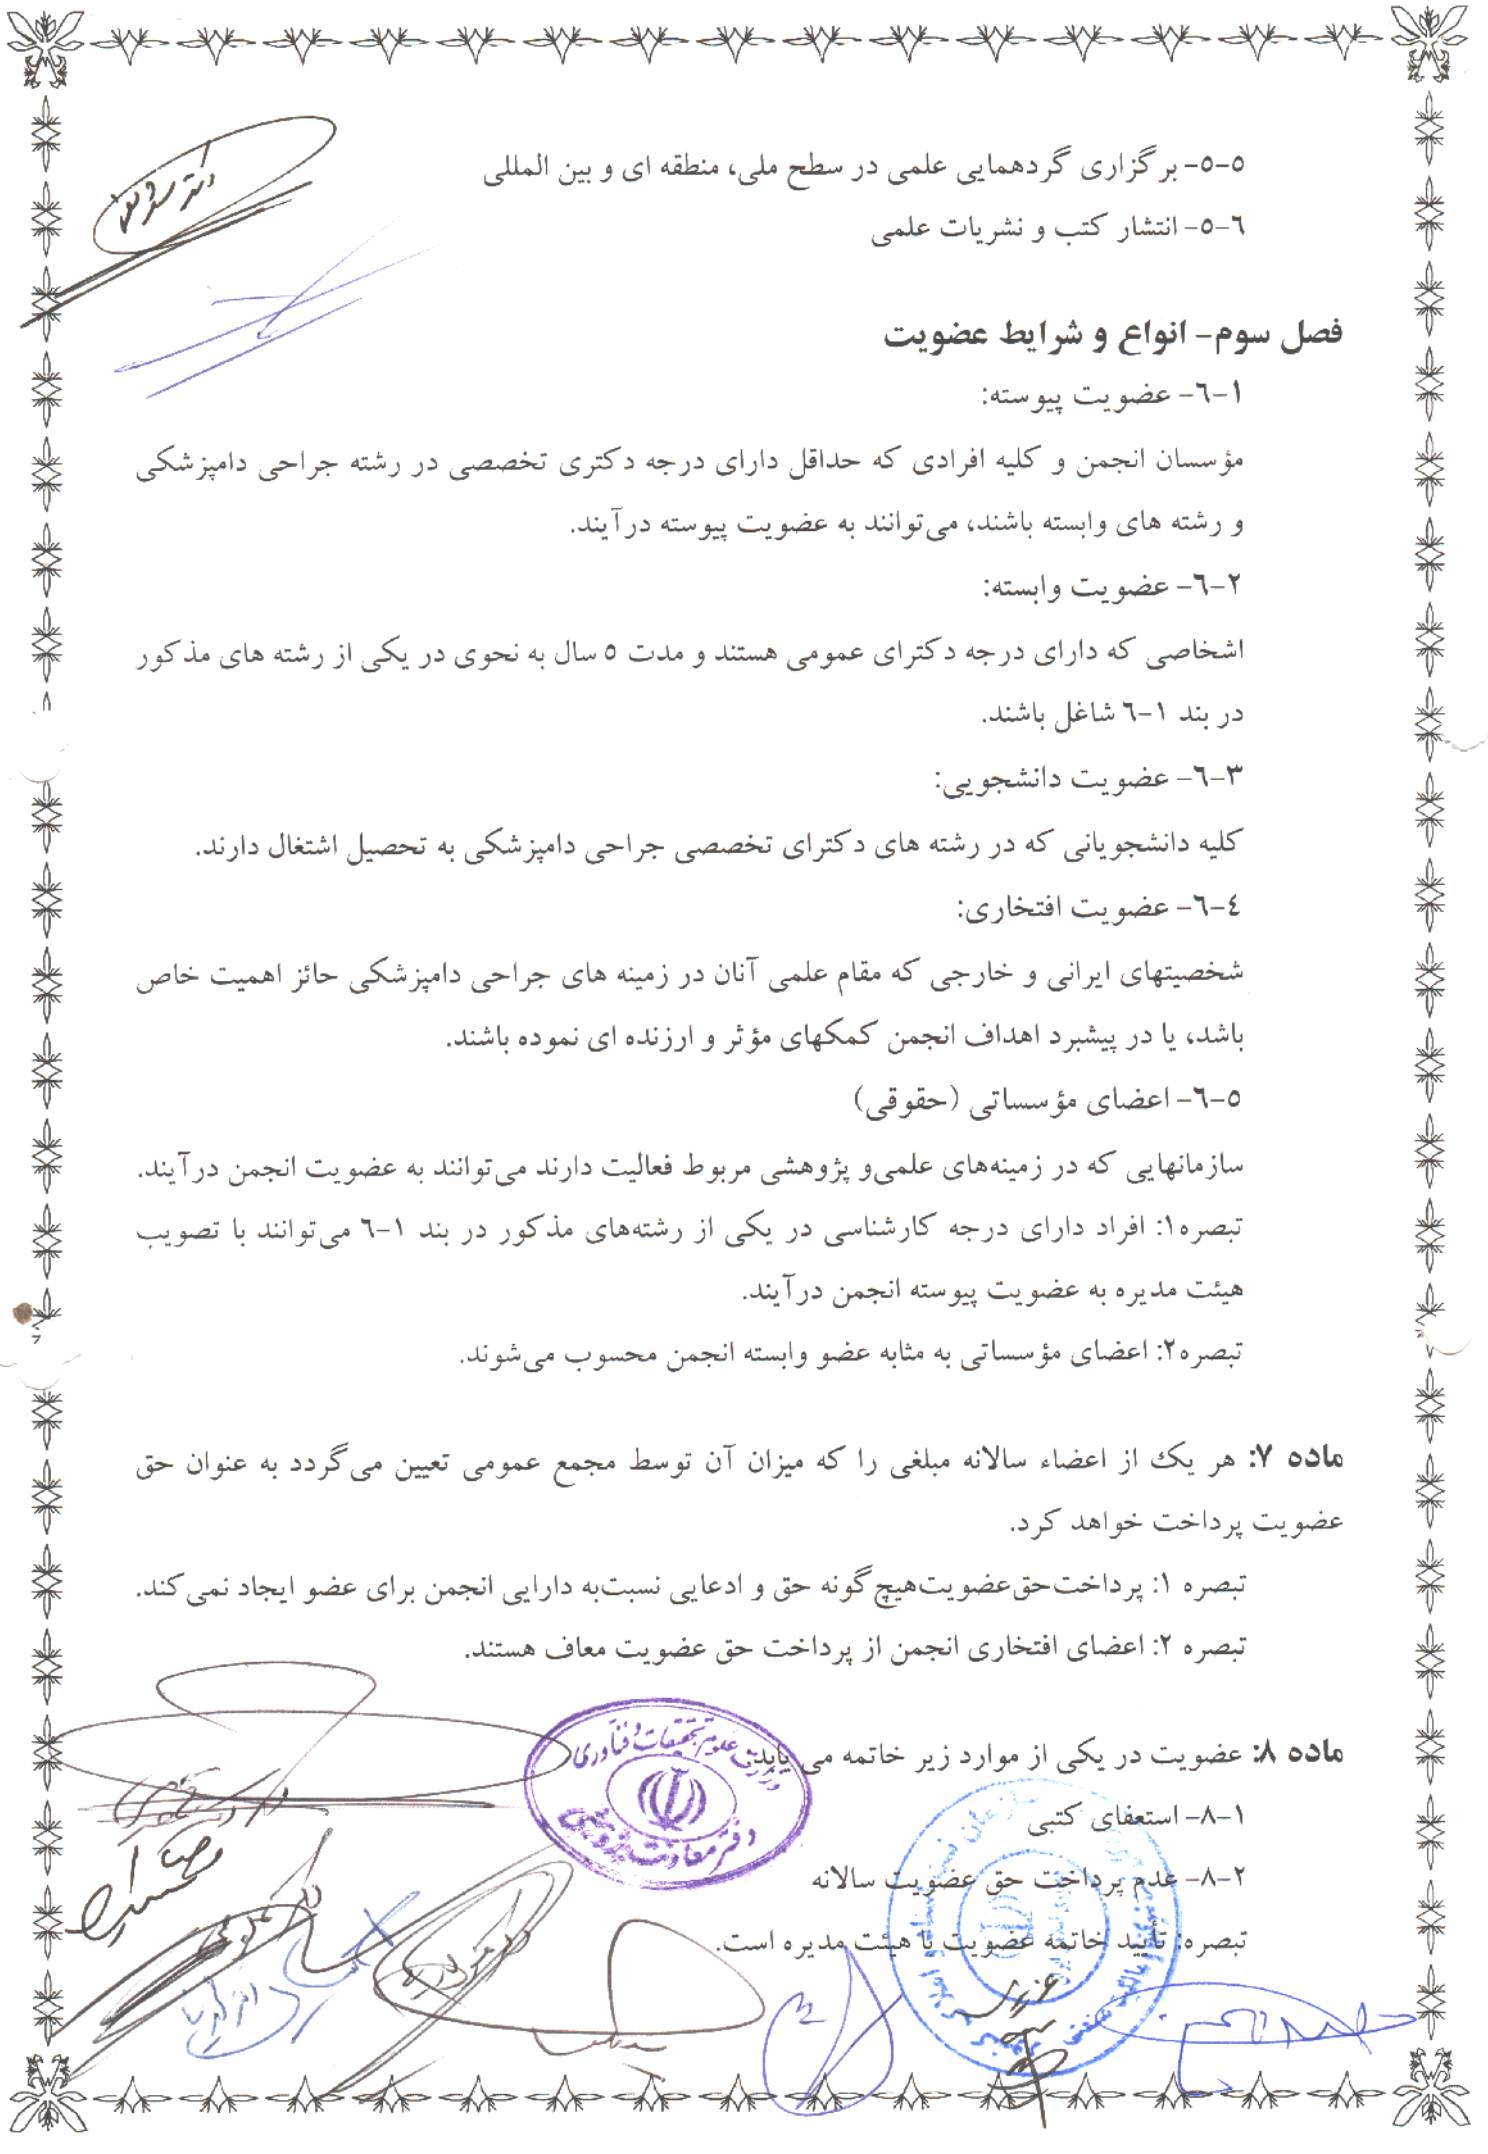 ۵-۵- برگزاری گردهمایی علمی در سطح ملی، منطقه ای و بین المللی
۵-۶- انتشار کتب و نشریات علمی
فصل سوم- انواع و شرایط عضویت
۶-۱- عضویت پیوسته:
مؤسسان انجمن و کلیه افرادی که حداقل دارای درجه دکتری تخصصی در رشته جراحی دامپزشکی
و رشته های وابسته باشند، می‌توانند به عضویت پیوسته درآیند.
۶-۲- عضویت وابسته:
اشخاصی که دارای درجه دکترای عمومی هستند و مدت ۵ سال به نحوی در یکی از رشته های مذکور
در بند ۶-۱ شاغل باشند.
۶-۳- عضویت دانشجویی:
کلیه دانشجویانی که در رشته های دکترای تخصصی جراحی دامپزشکی به تحصیل اشتغال دارند.
۶-۴- عضویت افتخاری:
شخصیتهای ایرانی و خارجی که مقام علمی آنان در زمینه های جراحی دامپزشکی حائز اهمیت خاص
باشد، یا در پیشبرد اهداف انجمن کمکهای مؤثر و ارزنده ای نموده باشند.
۶-۵- اعضای مؤسساتی (حقوقی)
سازمانهایی که در زمینه‌های علمی‌و پژوهشی مربوط فعالیت دارند می‌توانند به عضویت انجمن درآیند.
تبصره۱: افراد دارای درجه کارشناسی در یکی از رشته‌های مذکور در بند ۶-۱ می‌توانند با تصویب
هیئت مدیره به عضویت پیوسته انجمن درآیند.
تبصره۲: اعضای مؤسساتی به مثابه عضو وابسته انجمن محسوب می‌شوند.
ماده ۷: هر یک از اعضاء سالانه مبلغی را که میزان آن توسط مجمع عمومی تعیین می‌گردد به عنوان حق
عضویت پرداخت خواهد کرد.
تبصره ۱: پرداخت‌حق‌عضویت‌هیچ‌گونه حق و ادعایی نسبت‌به دارایی انجمن برای عضو ایجاد نمی‌کند.
تبصره ۲: اعضای افتخاری انجمن از پرداخت حق عضویت معاف هستند.
ماده ۸: عضویت در یکی از موارد زیر خاتمه می یابد:
۸-۱- استعفای کتبی
۸-۲- عدم پرداخت حق عضویت سالانه
تبصره: تأیید خاتمه عضویت با هیئت مدیره است.
وزارت علوم تحقیقات و فناوری
دفتر معاونت پژوهشی